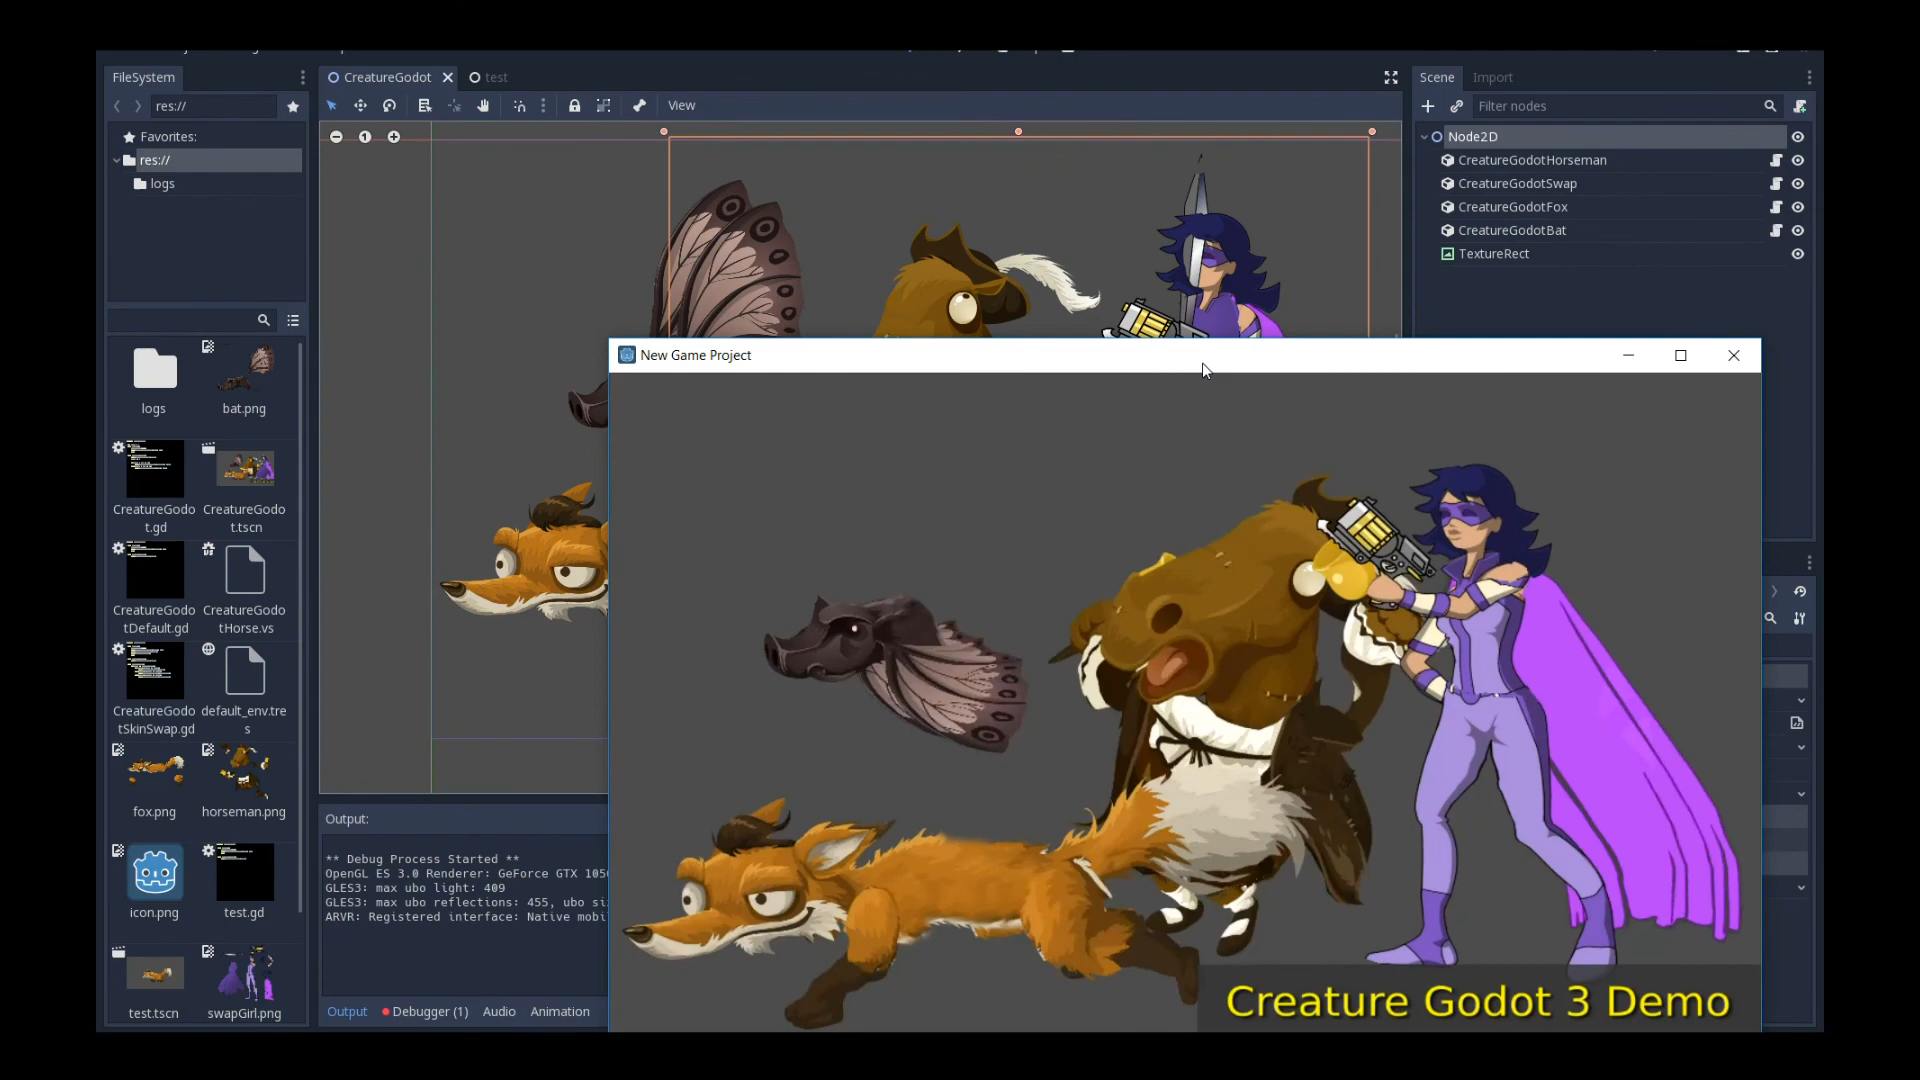 FileSystem
res://
Favorites:
res://
logs
logs
bat.png
CreatureGodo
t.gd
CreatureGodo
t.tscn
CreatureGodo
tDefault.gd
CreatureGodo
tHorse.vs
CreatureGodo
tSkinSwap.gd
default_env.tre
s
fox.png
horseman.png
icon.png
test.gd
test.tscn
swapGirl.png
CreatureGodot
test
View
New Game Project
Creature Godot 3 Demo
Output:
** Debug Process Started **
OpenGL ES 3.0 Renderer: GeForce GTX 105
GLES3: max ubo light: 409
GLES3: max ubo reflections: 455, ubo si
ARVR: Registered interface: Native mobi
Output
Debugger (1)
Audio
Animation
Scene
Import
Filter nodes
Node2D
CreatureGodotHorseman
CreatureGodotSwap
CreatureGodotFox
CreatureGodotBat
TextureRect